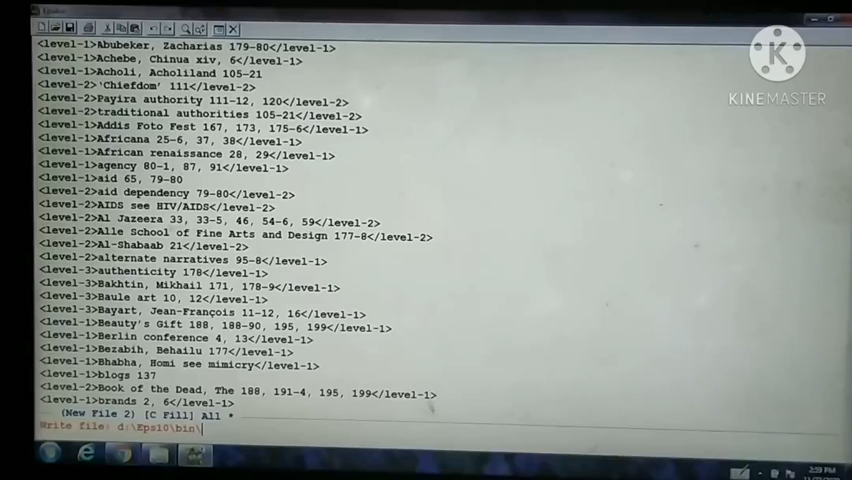 K
KINEMASTER
<level-1>Abubeker, Zacharias 179-80</level-1>
<level-1>Achebe, Chinua xiv, 6</level-1>
<level-1>Acholi, Acholiland 105-21
<level-2>‘Chiefdom’ 111</level-2>
<level-2>Payira authority 111-12, 120</level-2>
<level-2>traditional authorities 105-21</level-2>
<level-1>Addis Foto Fest 167, 173, 175-6</level-1>
<level-1>Africana 25-6, 37, 38</level-1>
<level-1>African renaissance 28, 29</level-1>
<level-1>agency 80-1, 87, 91</level-1>
<level-1>aid 65, 79-80
<level-2>aid dependency 79-80</level-2>
<level-2>AIDS see HIV/AIDS</level-2>
<level-2>Al Jazeera 33, 33-5, 46, 54-6, 59</level-2>
<level-2>Alle School of Fine Arts and Design 177-8</level-2>
<level-2>Al-Shabaab 21</level-2>
<level-2>alternate narratives 95-8</level-1>
<level-3>authenticity 178</level-1>
<level-3>Bakhtin, Mikhail 171, 178-9</level-1>
<level-3>Baule art 10, 12</level-1>
<level-3>Bayart, Jean-François 11-12, 16</level-1>
<level-1>Beauty’s Gift 188, 188-90, 195, 199</level-1>
<level-1>Berlin conference 4, 13</level-1>
<level-1>Bezabih, Behailu 177</level-1>
<level-1>Bhabha, Homi see mimicry</level-1>
<level-1>blogs 137
<level-2>Book of the Dead, The 188, 191-4, 195, 199</level-1>
<level-1>brands 2, 6</level-1>
(New File 2) [C Fill] All *
Write file: d:\Eps10\bin\
2:59 PM